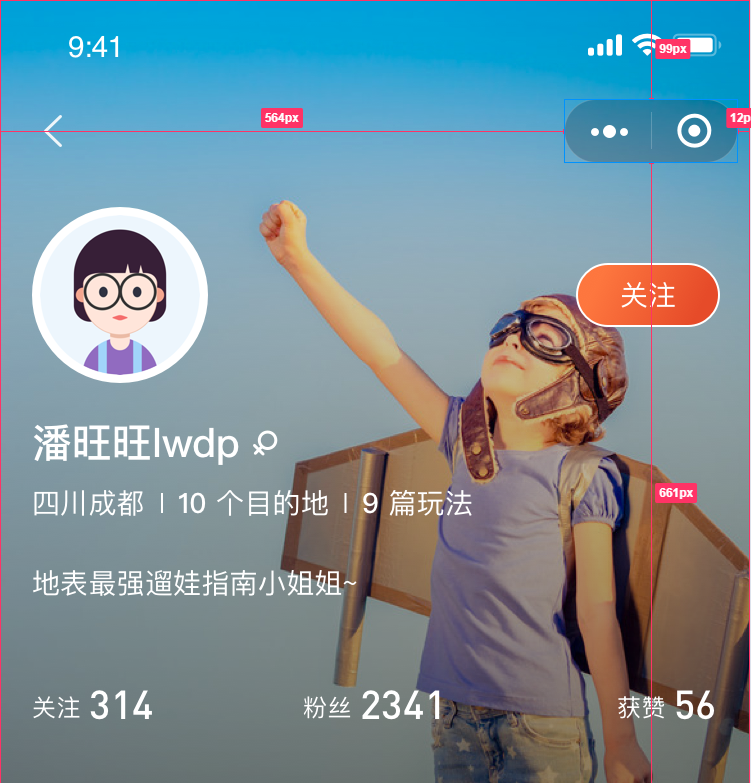 9:41
99px
564px
12p
关注
潘旺旺lwdp
四川成都 | 10 个目的地 | 9 篇玩法
661px
地表最强遛娃指南小姐姐~
关注 314 粉丝 2341 获赞 56